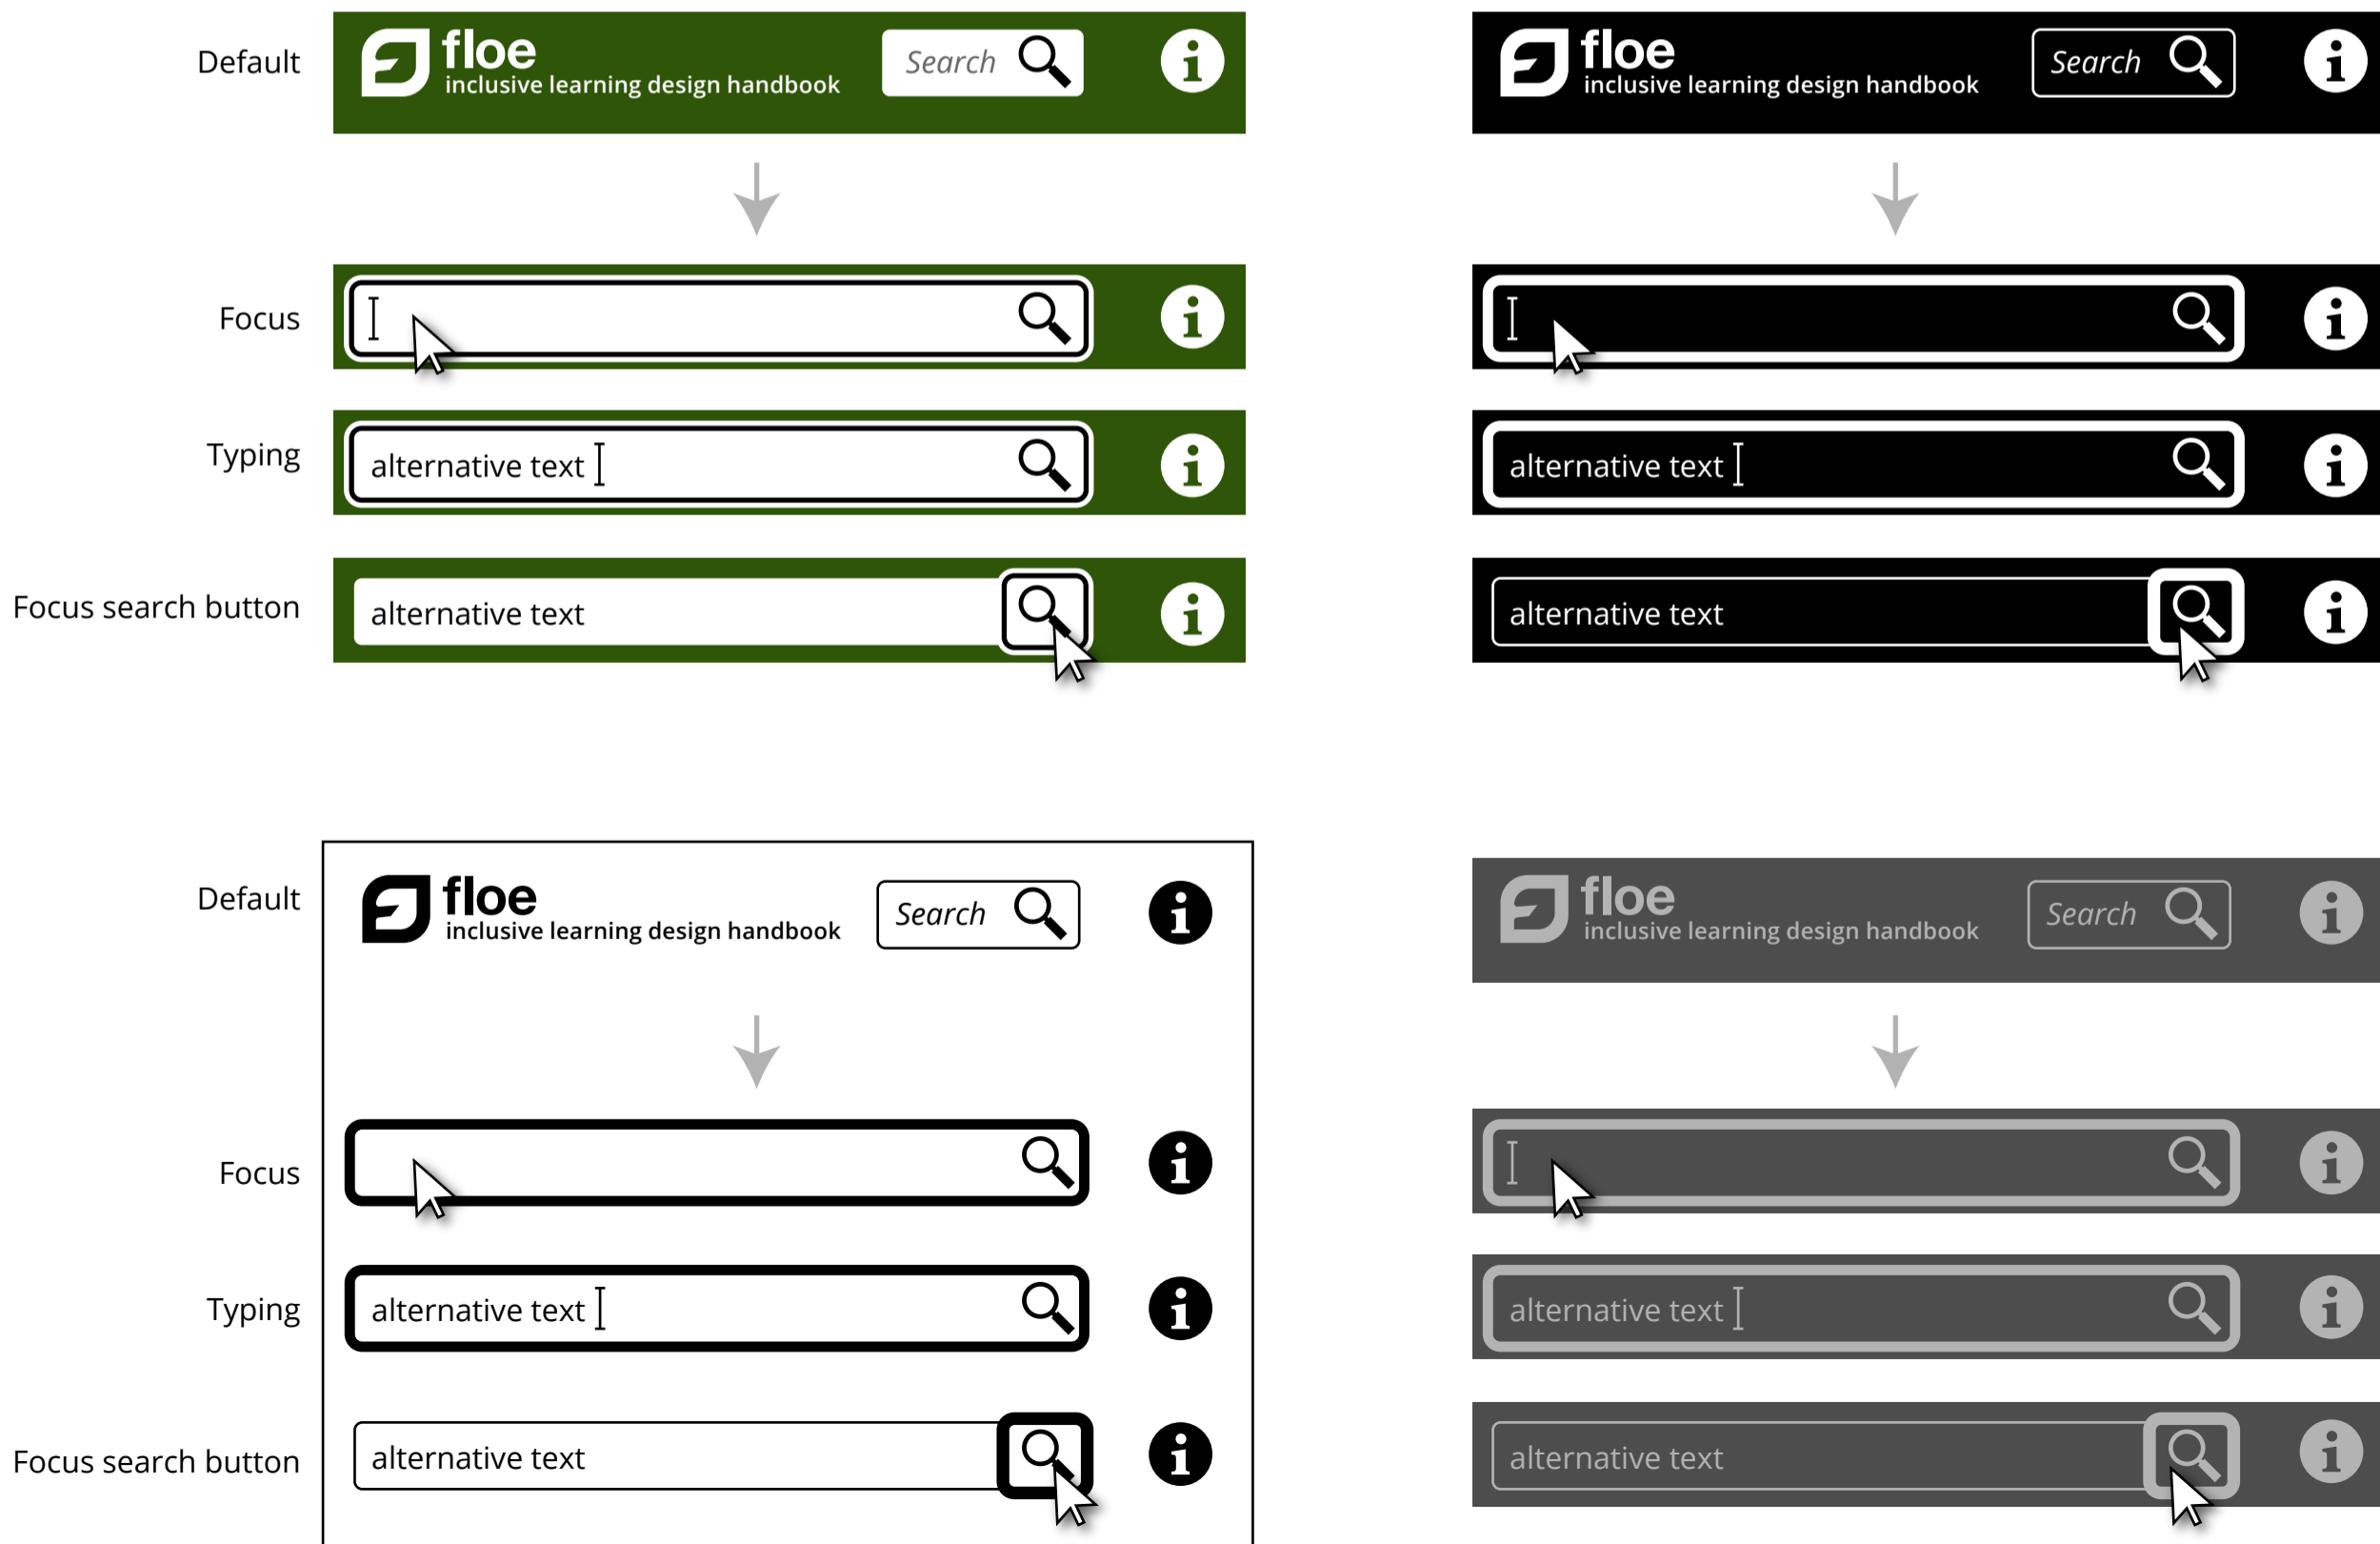 Default
floe
inclusive learning design handbook
Search
i
floe
inclusive learning design handbook
Search
i
Focus
i
i
Typing
alternative text
i
alternative text
i
Focus search button
alternative text
i
alternative text
i
Default
floe
inclusive learning design handbook
Search
i
floe
inclusive learning design handbook
Search
i
Focus
i
i
Typing
alternative text
i
alternative text
i
Focus search button
alternative text
i
alternative text
i